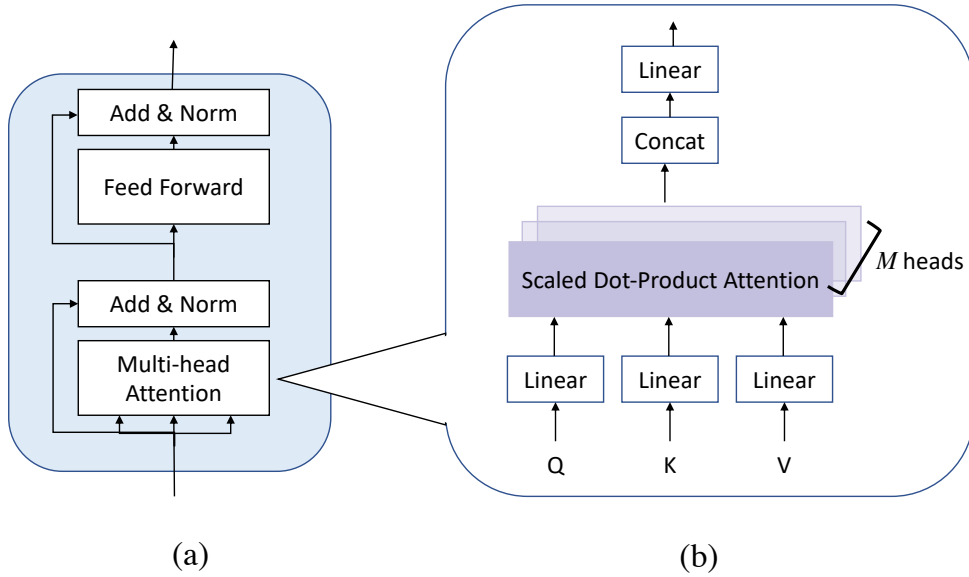 Add & Norm
Feed Forward
Add & Norm
Multi-head
Attention
(a)
Linear
Concat
Scaled Dot-Product Attention
M heads
Linear
Linear
Linear
Q
K
V
(b)